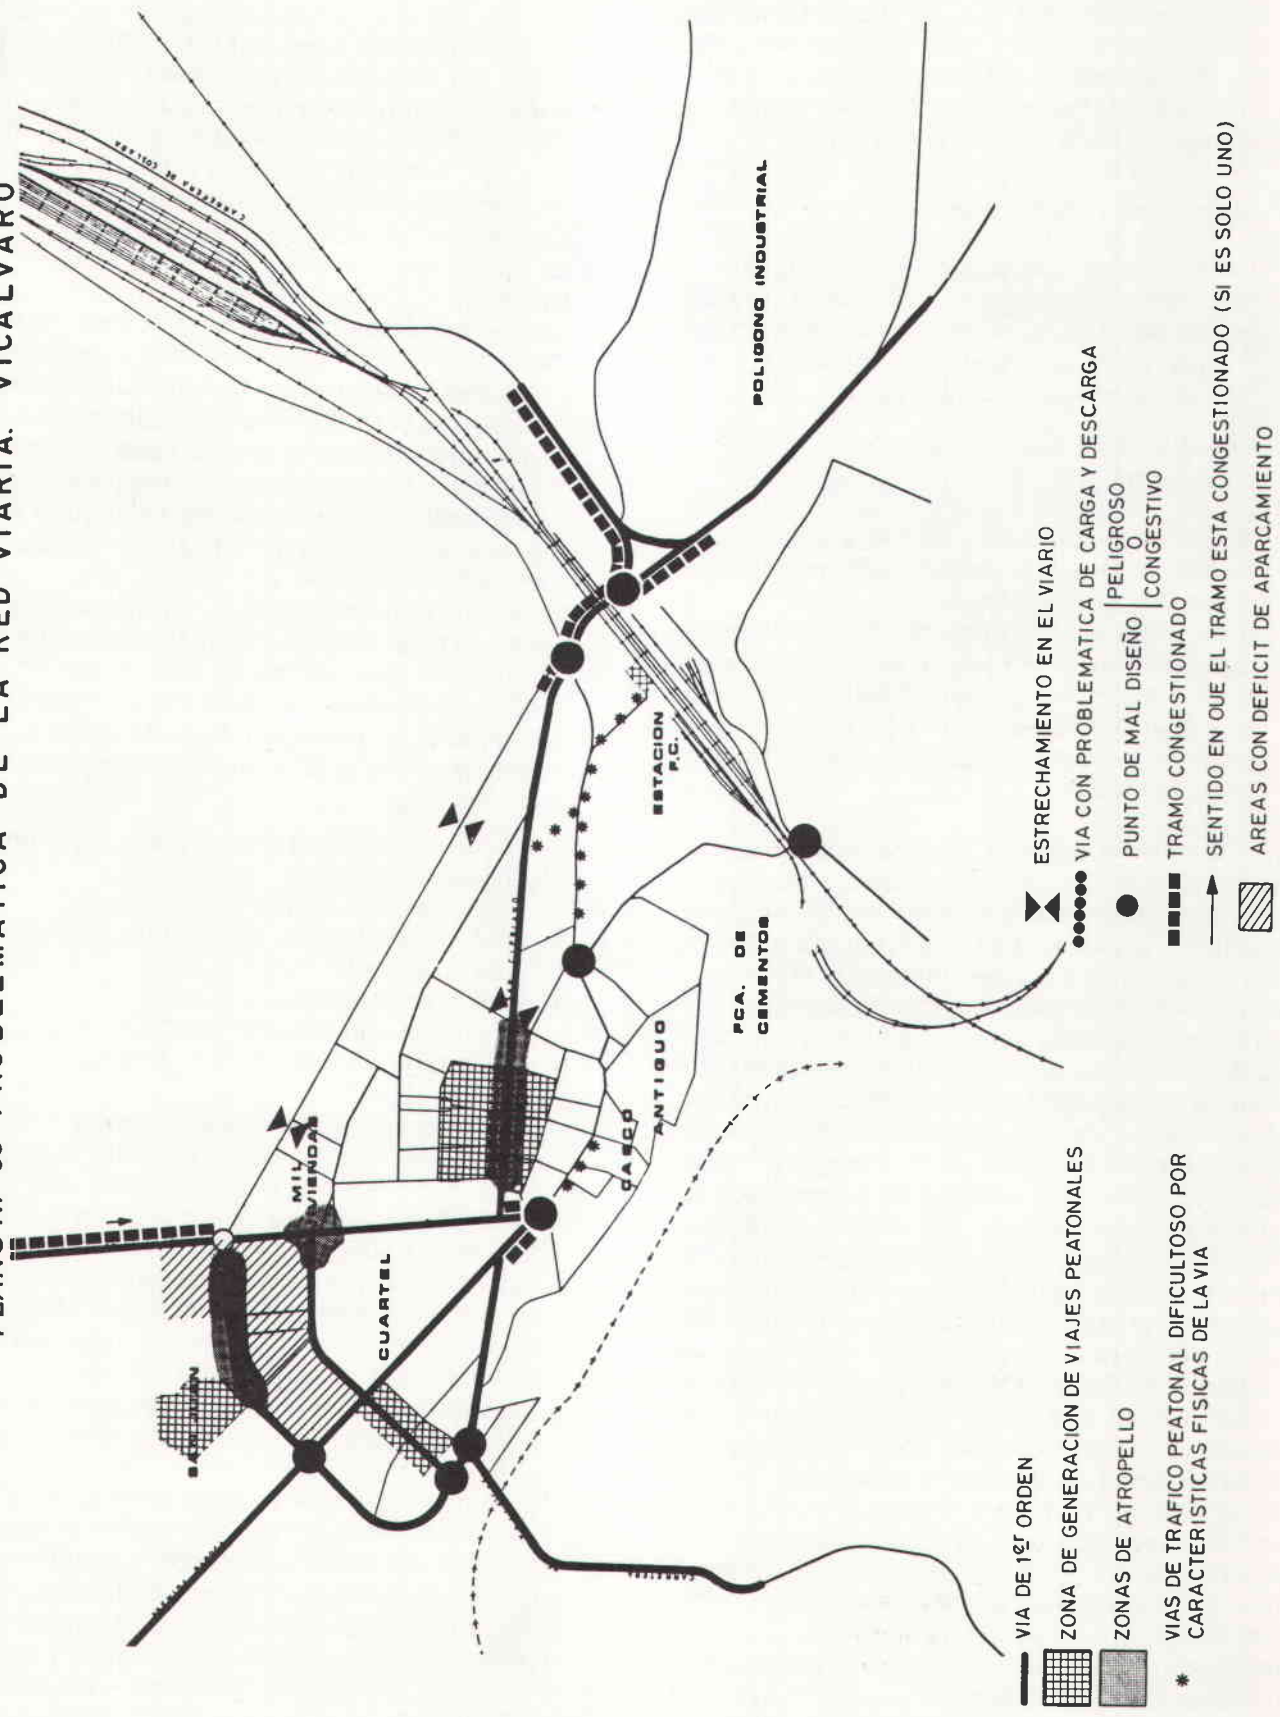 PROBLEMATICA DE LA RED VIARIA. VICALVARO
CARRETERA DE COSLADA
POLIGONO INDUSTRIAL
ESTACION
F.C.
FCA. DE
CEMENTOS
CASCO
ANTIGUO
MIL
VIVIENDAS
CUARTEL
SAN JUAN
CARRETERA
VIA DE 1er ORDEN
ZONA DE GENERACION DE VIAJES PEATONALES
ZONAS DE ATROPELLO
VIAS DE TRAFICO PEATONAL DIFICULTOSO POR
CARACTERISTICAS FISICAS DE LA VIA
ESTRECHAMIENTO EN EL VIARIO
VIA CON PROBLEMATICA DE CARGA Y DESCARGA
PUNTO DE MAL DISEÑO PELIGROSO
O
CONGESTIVO
TRAMO CONGESTIONADO
SENTIDO EN QUE EL TRAMO ESTA CONGESTIONADO (SI ES SOLO UNO)
AREAS CON DEFICIT DE APARCAMIENTO